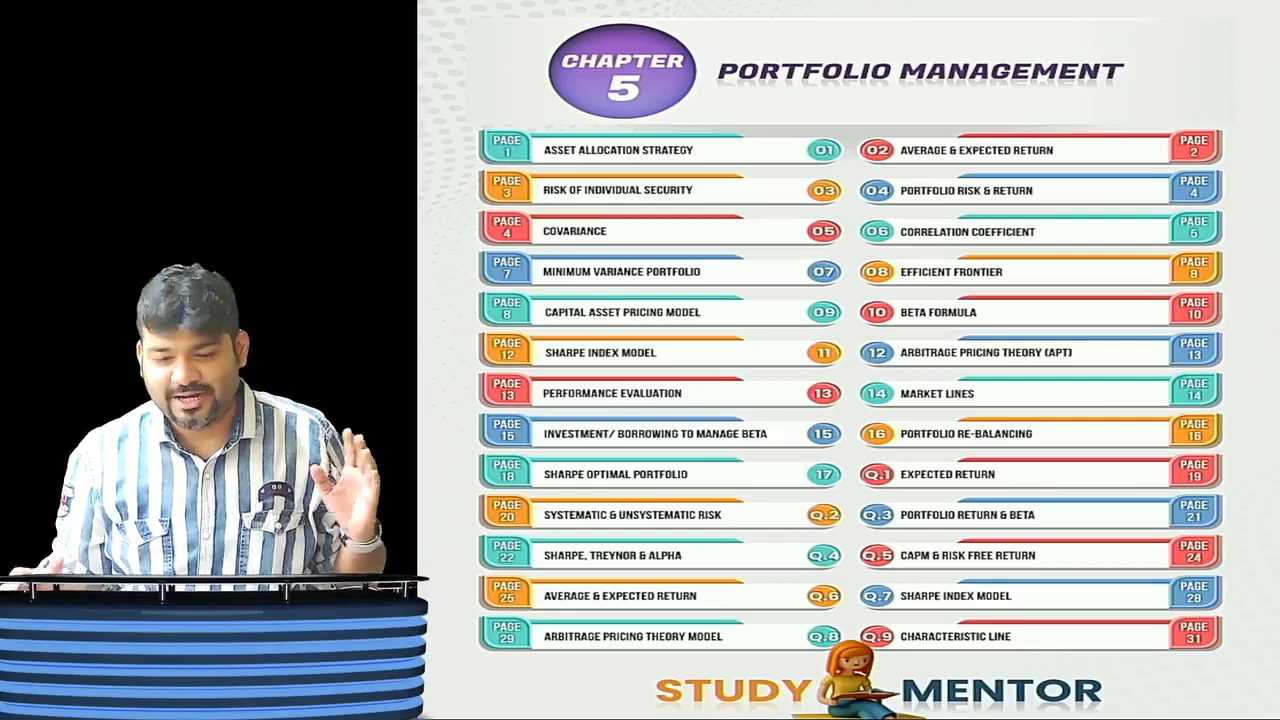 CHAPTER
5
PORTFOLIO MANAGEMENT
PAGE 1 ASSET ALLOCATION STRATEGY 01
02 AVERAGE & EXPECTED RETURN PAGE 2
PAGE 3 RISK OF INDIVIDUAL SECURITY 03
04 PORTFOLIO RISK & RETURN PAGE 4
PAGE 4 COVARIANCE 05
06 CORRELATION COEFFICIENT PAGE 5
PAGE 7 MINIMUM VARIANCE PORTFOLIO 07
08 EFFICIENT FRONTIER PAGE 8
PAGE 8 CAPITAL ASSET PRICING MODEL 09
10 BETA FORMULA PAGE 10
PAGE 12 SHARPE INDEX MODEL 11
12 ARBITRAGE PRICING THEORY (APT) PAGE 13
PAGE 13 PERFORMANCE EVALUATION 13
14 MARKET LINES PAGE 14
PAGE 15 INVESTMENT/ BORROWING TO MANAGE BETA 15
16 PORTFOLIO RE-BALANCING PAGE 16
PAGE 18 SHARPE OPTIMAL PORTFOLIO 17
Q.1 EXPECTED RETURN PAGE 19
PAGE 20 SYSTEMATIC & UNSYSTEMATIC RISK Q.2
Q.3 PORTFOLIO RETURN & BETA PAGE 21
PAGE 22 SHARPE, TREYNOR & ALPHA Q.4
Q.5 CAPM & RISK FREE RETURN PAGE 24
PAGE 25 AVERAGE & EXPECTED RETURN Q.6
Q.7 SHARPE INDEX MODEL PAGE 28
PAGE 29 ARBITRAGE PRICING THEORY MODEL Q.8
Q.9 CHARACTERISTIC LINE PAGE 31
STUDY MENTOR